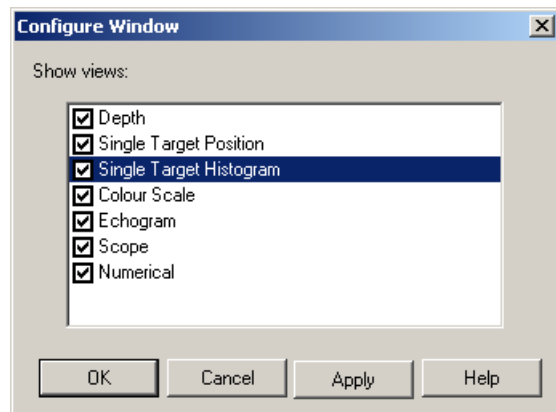 Configure Window
Show views:
Depth
Single Target Position
Single Target Histogram
Colour Scale
Echogram
Scope
Numerical
OK Cancel Apply Help